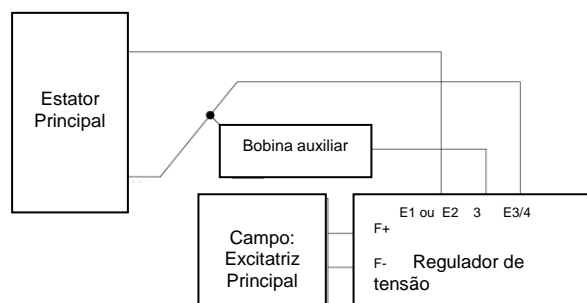 Estator
Principal
Bobina auxiliar
E1 ou E2 3 E3/4
F+
Campo:
Excitatriz
Principal
F- Regulador de
tensão